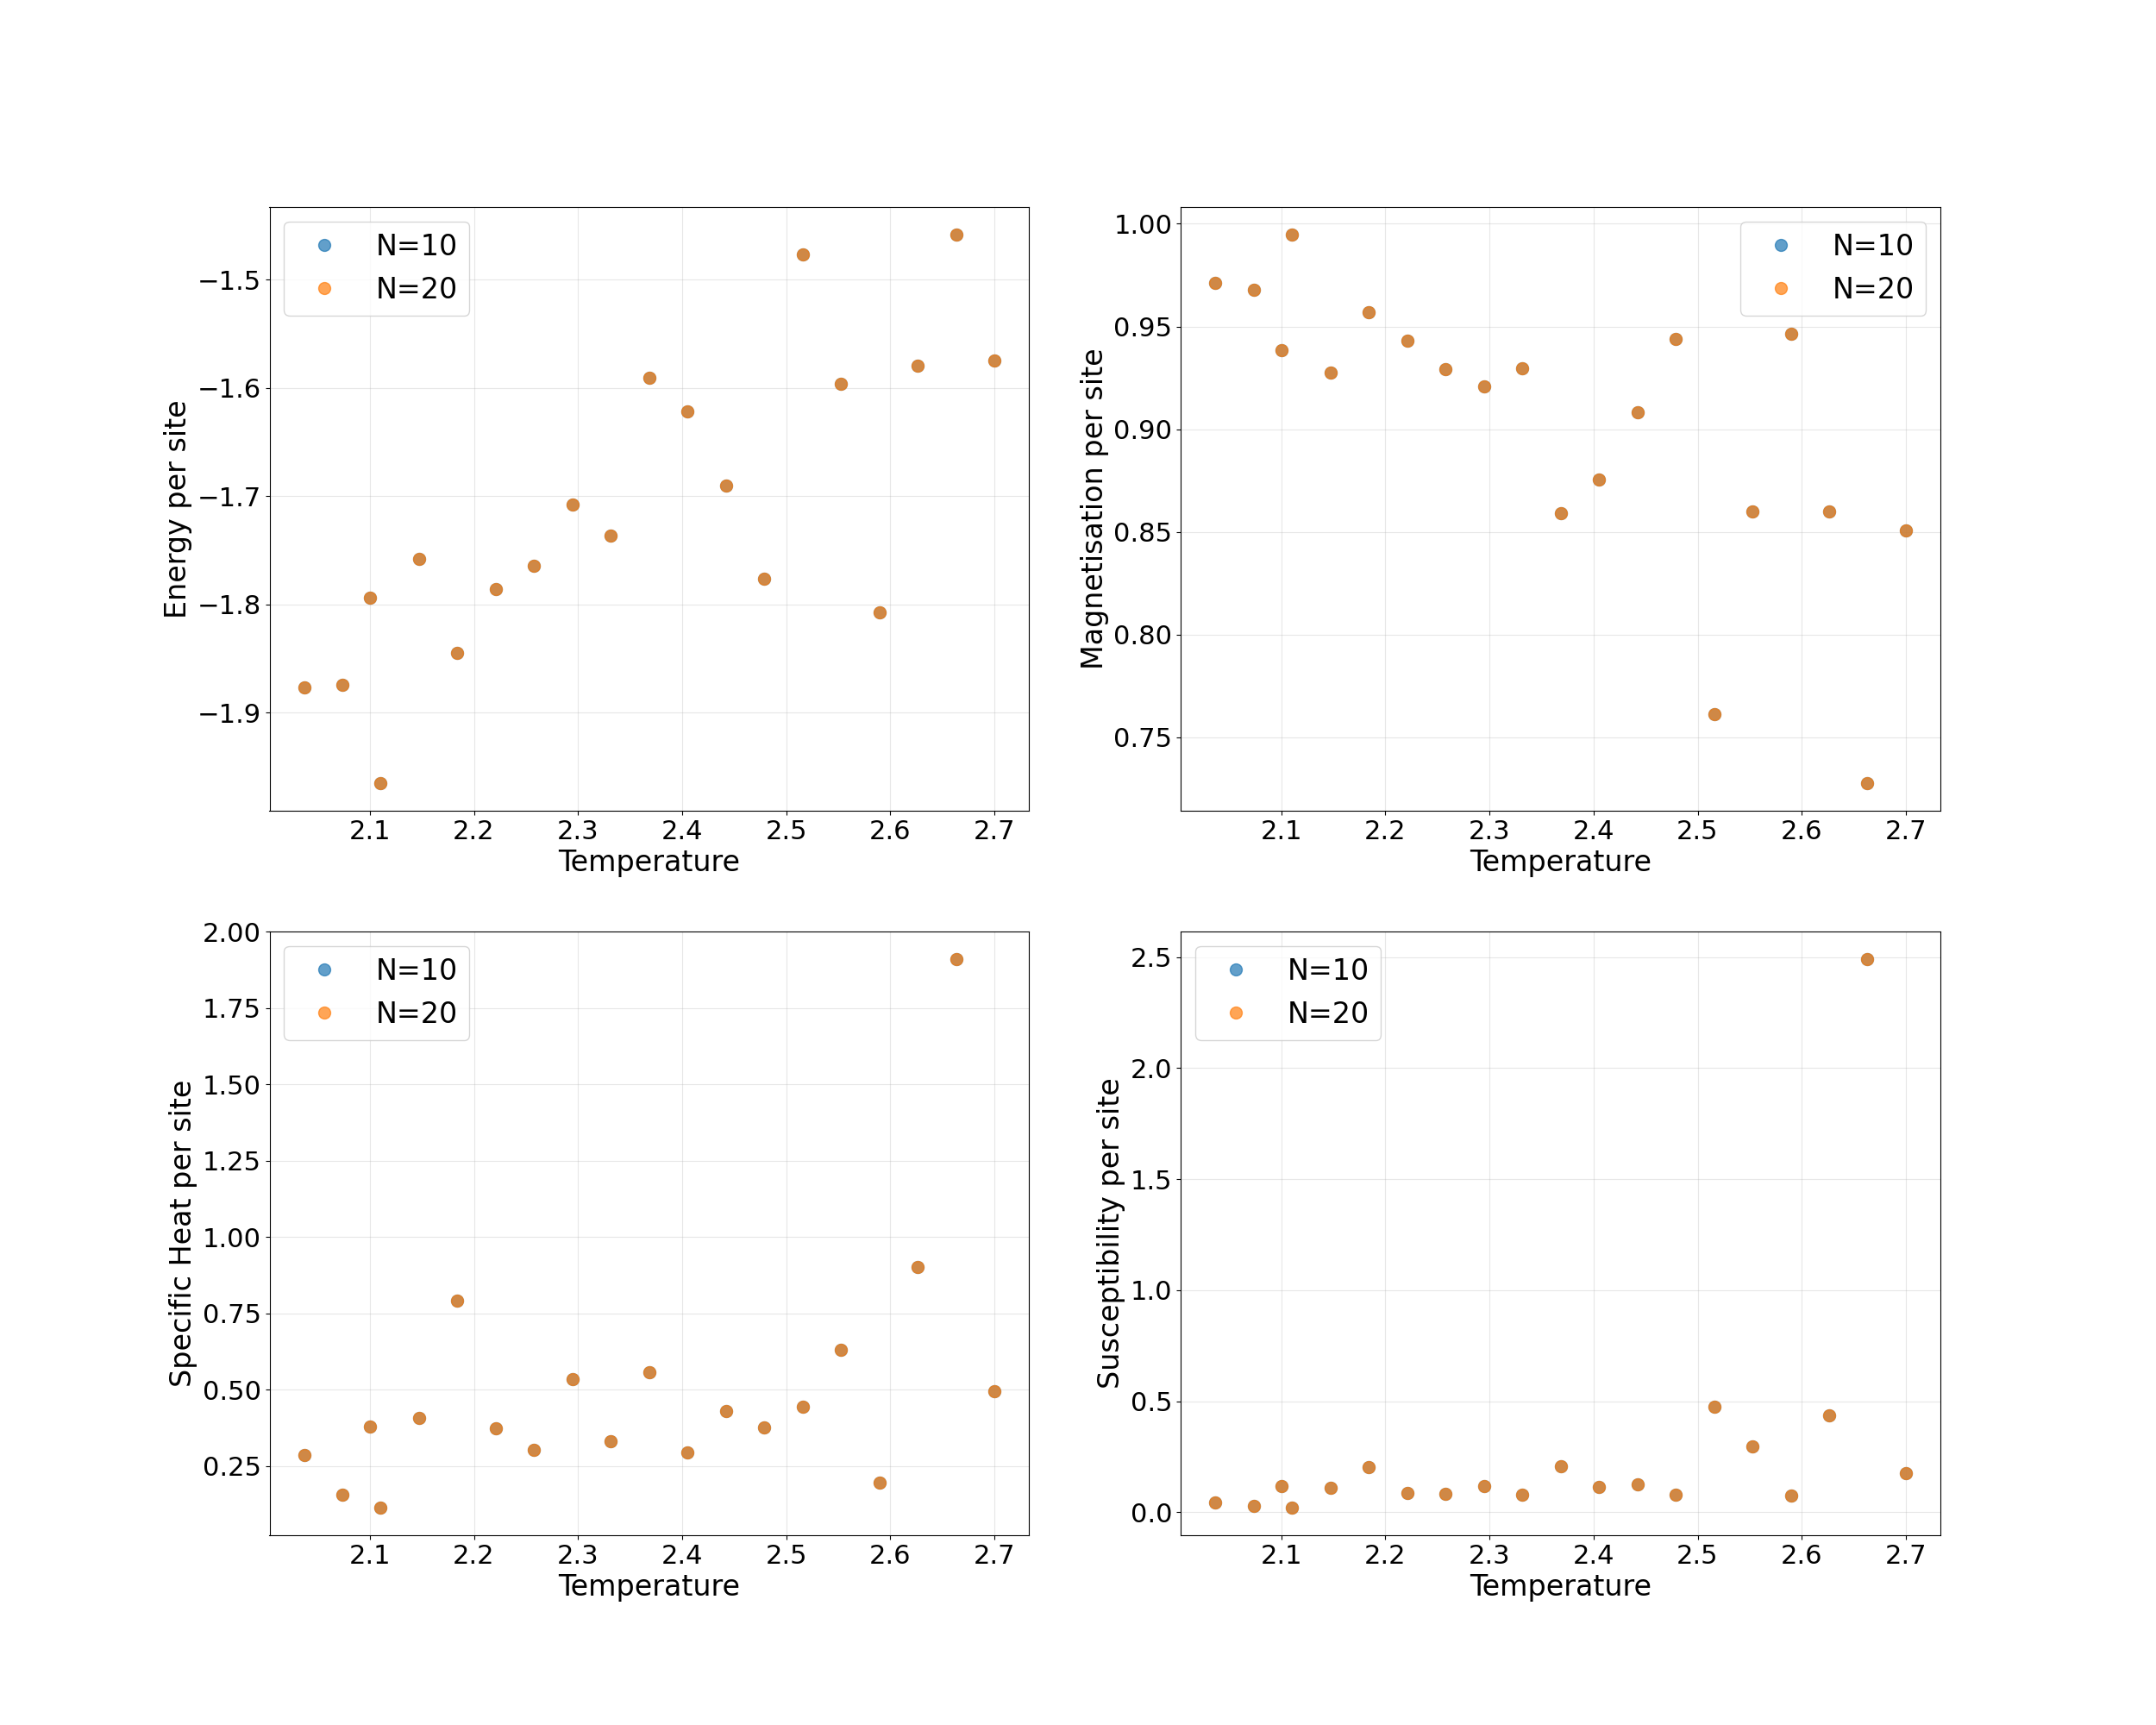 N=10
N=20
−1.5
−1.6
−1.7
−1.8
−1.9
Energy per site
2.1 2.2 2.3 2.4 2.5 2.6 2.7
Temperature
N=10
N=20
1.00
0.95
0.90
0.85
0.80
0.75
Magnetisation per site
2.1 2.2 2.3 2.4 2.5 2.6 2.7
Temperature
N=10
N=20
2.00
1.75
1.50
1.25
1.00
0.75
0.50
0.25
Specific Heat per site
2.1 2.2 2.3 2.4 2.5 2.6 2.7
Temperature
N=10
N=20
2.5
2.0
1.5
1.0
0.5
0.0
Susceptibility per site
2.1 2.2 2.3 2.4 2.5 2.6 2.7
Temperature